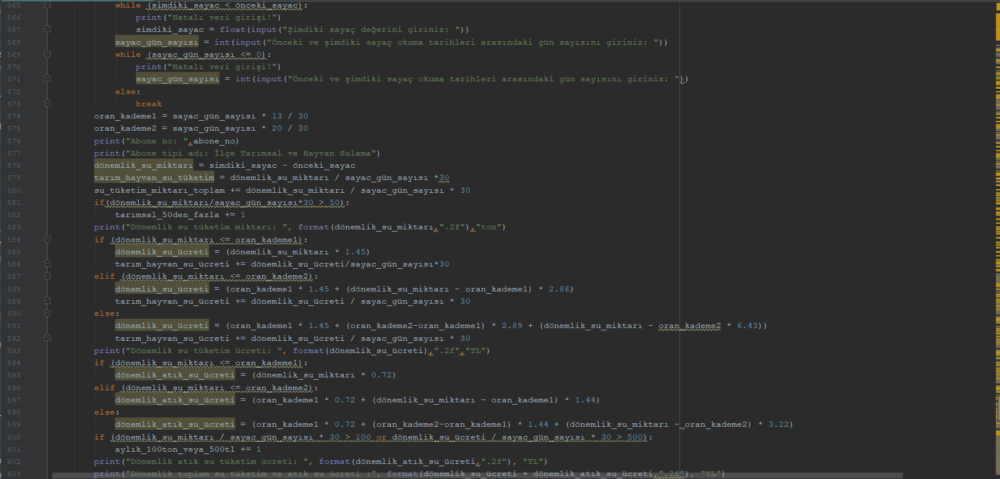 565 while (simdiki_sayac < önceki_sayac):
566 print("Hatalı veri girişi!")
567 simdiki_sayac = float(input("Şimdiki sayaç değerini giriniz: "))
568 sayac_gün_sayısı = int(input("Önceki ve şimdiki sayaç okuma tarihleri arasındaki gün sayısını giriniz: "))
569 while (sayac_gün_sayısı <= 0):
570 print("Hatalı veri girişi!")
571 sayac_gün_sayısı = int(input("Önceki ve şimdiki sayaç okuma tarihleri arasındaki gün sayısını giriniz: "))
572 else:
573 break
574 oran_kademe1 = sayac_gün_sayısı * 13 / 30
575 oran_kademe2 = sayac_gün_sayısı * 20 / 30
576 print("Abone no: ",abone_no)
577 print("Abone tipi adı: İlçe Tarımsal ve Hayvan Sulama")
578 dönemlik_su_miktarı = simdiki_sayac - önceki_sayac
579 tarım_hayvan_su_tüketim = dönemlik_su_miktarı / sayac_gün_sayısı *30
580 su_tüketim_miktarı_toplam += dönemlik_su_miktarı / sayac_gün_sayısı * 30
581 if(dönemlik_su_miktarı/sayac_gün_sayısı*30 > 50):
582 tarımsal_50den_fazla += 1
583 print("Dönemlik su tüketim miktarı: ", format(dönemlik_su_miktarı,".2f"),"ton")
584 if (dönemlik_su_miktarı <= oran_kademe1):
585 dönemlik_su_ücreti = (dönemlik_su_miktarı * 1.45)
586 tarım_hayvan_su_ücreti += dönemlik_su_ücreti/sayac_gün_sayısı*30
587 elif (dönemlik_su_miktarı <= oran_kademe2):
588 dönemlik_su_ücreti = (oran_kademe1 * 1.45 + (dönemlik_su_miktarı - oran_kademe1) * 2.86)
589 tarım_hayvan_su_ücreti += dönemlik_su_ücreti / sayac_gün_sayısı * 30
590 else:
591 dönemlik_su_ücreti = (oran_kademe1 * 1.45 + (oran_kademe2-oran_kademe1) * 2.89 + (dönemlik_su_miktarı - oran_kademe2 * 6.43))
592 tarım_hayvan_su_ücreti += dönemlik_su_ücreti / sayac_gün_sayısı * 30
593 print("Dönemlik su tüketim ücreti: ", format(dönemlik_su_ücreti),".2f","TL")
594 if (dönemlik_su_miktarı <= oran_kademe1):
595 dönemlik_atık_su_ücreti = (dönemlik_su_miktarı * 0.72)
596 elif (dönemlik_su_miktarı <= oran_kademe2):
597 dönemlik_atık_su_ücreti = (oran_kademe1 * 0.72 + (dönemlik_su_miktarı - oran_kademe1) * 1.44)
598 else:
599 dönemlik_atık_su_ücreti = (oran_kademe1 * 0.72 + (oran_kademe2-oran_kademe1) * 1.44 + (dönemlik_su_miktarı - oran_kademe2) * 3.22)
600 if (dönemlik_su_miktarı / sayac_gün_sayısı * 30 > 100 or dönemlik_su_ücreti / sayac_gün_sayısı * 30 > 500):
601 aylık_100ton_veya_500tl += 1
602 print("Dönemlik atık su tüketim ücreti: ", format(dönemlik_atık_su_ücreti,".2f"), "TL")
603 print("Dönemlik toplam su tüketim ve atık su ücreti :", format(dönemlik_su_ücreti + dönemlik_atık_su_ücreti,".2f"), "TL")